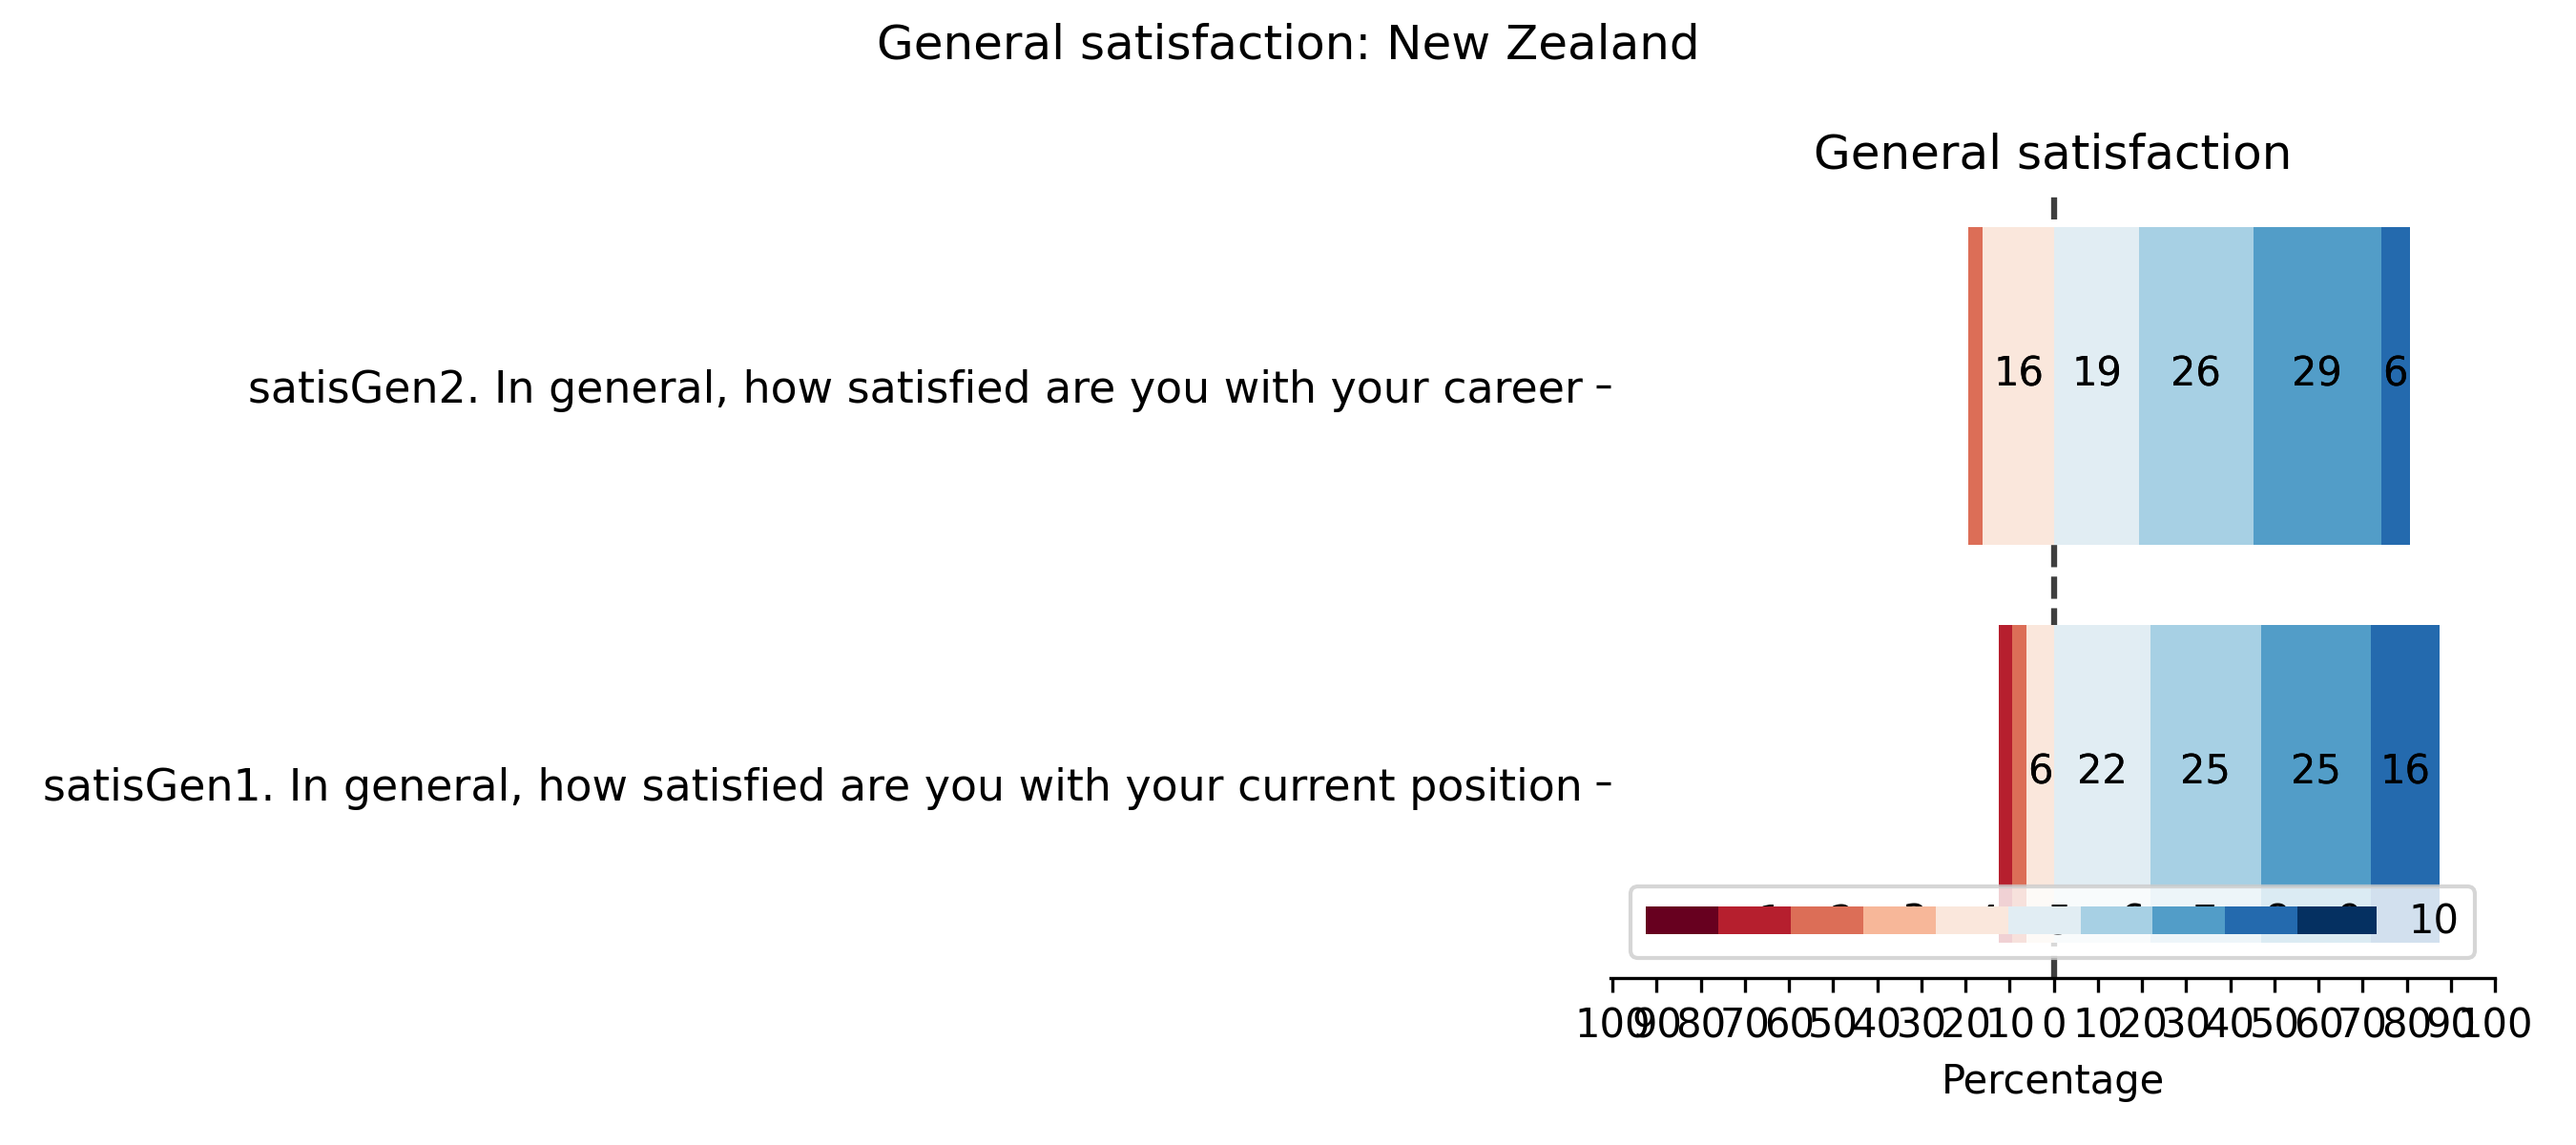 General satisfaction: New Zealand
General satisfaction
satisGen2. In general, how satisfied are you with your career
16 19 26 29 6
satisGen1. In general, how satisfied are you with your current position
6 22 25 25 16
10
100 90 80 70 60 50 40 30 20 10 0 10 20 30 40 50 60 70 80 90 100
Percentage